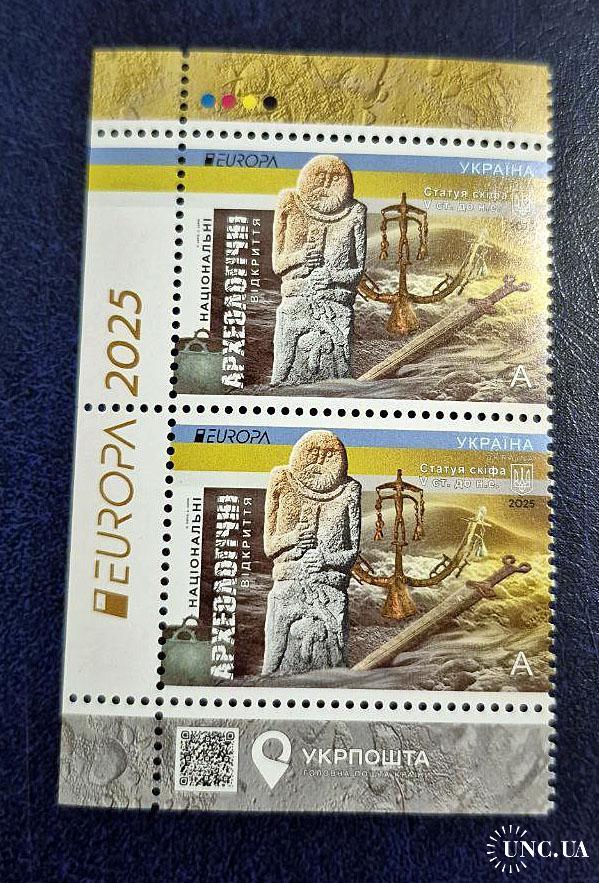 EUROPA
УКРАЇНА
Статуя скіфа
V ст. до н.е.
НАЦІОНАЛЬНІ
АРХЕОЛОГІЧНІ
ВІДКРИТТЯ
A
EUROPA 2025
EUROPA
УКРАЇНА
Статуя скіфа
V ст. до н.е.
2025
НАЦІОНАЛЬНІ
АРХЕОЛОГІЧНІ
ВІДКРИТТЯ
A
УКРПОШТА
ГОЛОВНА ПОШТА КРАЇНИ
UNC.UA